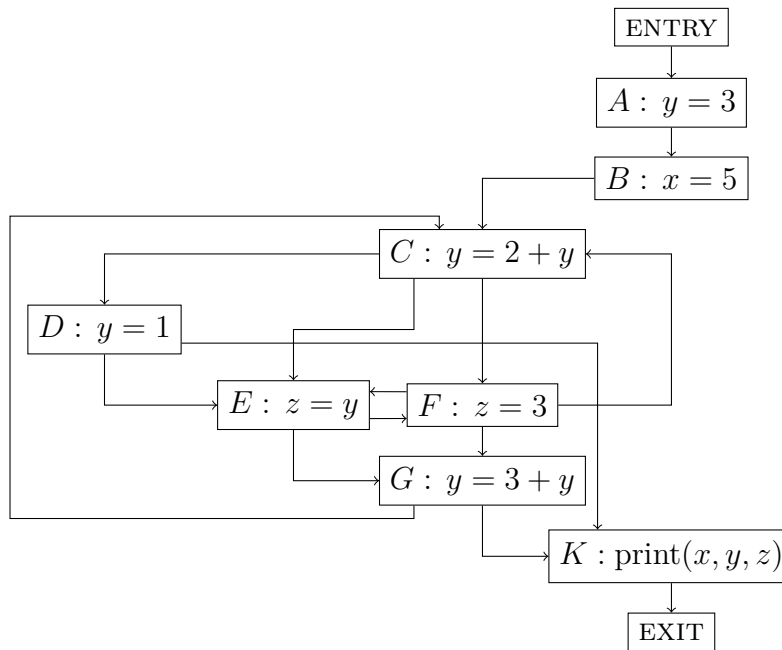 ENTRY
A : y = 3
B : x = 5
C : y = 2 + y
D : y = 1
E : z = y
F : z = 3
G : y = 3 + y
K : print(x, y, z)
EXIT